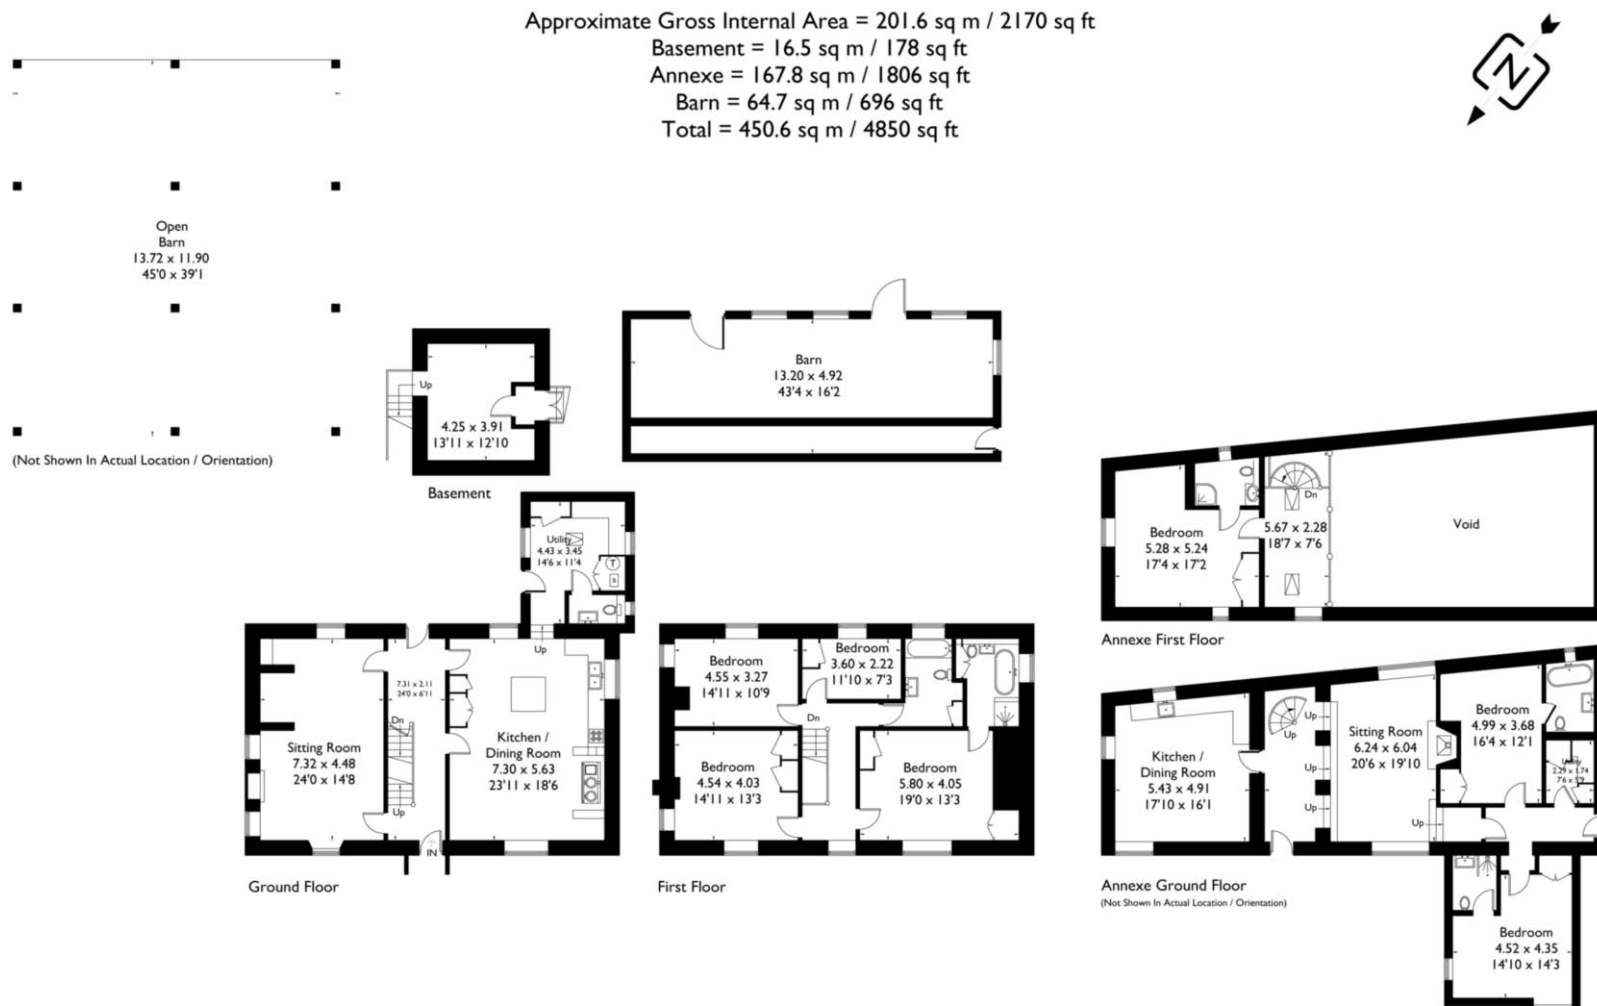 Approximate Gross Internal Area = 201.6 sq m / 2170 sq ft
Basement = 16.5 sq m / 178 sq ft
Annexe = 167.8 sq m / 1806 sq ft
Barn = 64.7 sq m / 696 sq ft
Total = 450.6 sq m / 4850 sq ft
N
Open
Barn
13.72 x 11.90
45'0 x 39'1
(Not Shown In Actual Location / Orientation)
Up
4.25 x 3.91
13'11 x 12'10
Basement
Barn
13.20 x 4.92
43'4 x 16'2
Utility
4.43 x 3.45
14'6 x 11'4
T
Up
7.31 x 2.11
24'0 x 6'11
Dn
Sitting Room
7.32 x 4.48
24'0 x 14'8
Kitchen /
Dining Room
7.30 x 5.63
23'11 x 18'6
Up
IN
Ground Floor
Bedroom
4.55 x 3.27
14'11 x 10'9
Bedroom
3.60 x 2.22
11'10 x 7'3
Dn
Bedroom
4.54 x 4.03
14'11 x 13'3
Bedroom
5.80 x 4.05
19'0 x 13'3
First Floor
Dn
Bedroom
5.28 x 5.24
17'4 x 17'2
5.67 x 2.28
18'7 x 7'6
Void
Annexe First Floor
Kitchen /
Dining Room
5.43 x 4.91
17'10 x 16'1
Up
Up
Up
Up
Sitting Room
6.24 x 6.04
20'6 x 19'10
Up
Bedroom
4.99 x 3.68
16'4 x 12'1
2.29 x 1.74
7'6 x 5'9
Annexe Ground Floor
(Not Shown In Actual Location / Orientation)
Bedroom
4.52 x 4.35
14'10 x 14'3